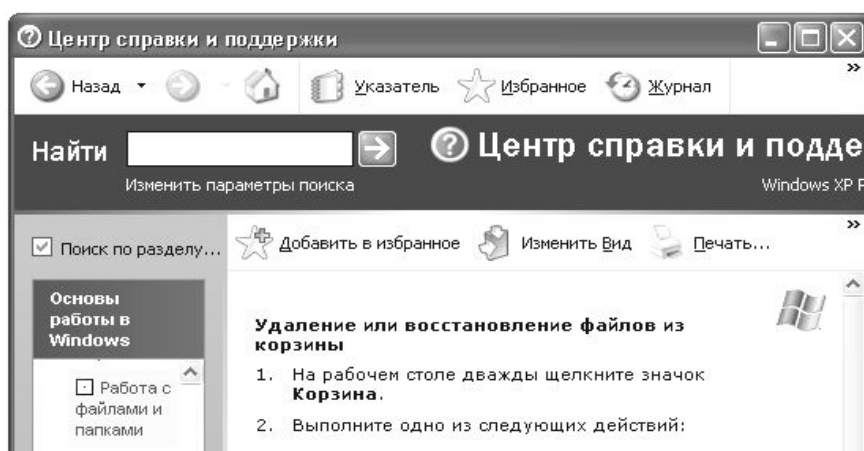 Центр справки и поддержки
Назад Указатель Избранное Журнал »
Найти Центр справки и подде
Изменить параметры поиска Windows XP P
Поиск по разделу... Добавить в избранное Изменить Вид Печать... »
Основы
работы в
Windows
Работа с
файлами и
папками
Удаление или восстановление файлов из
корзины
1. На рабочем столе дважды щелкните значок
Корзина.
2. Выполните одно из следующих действий: